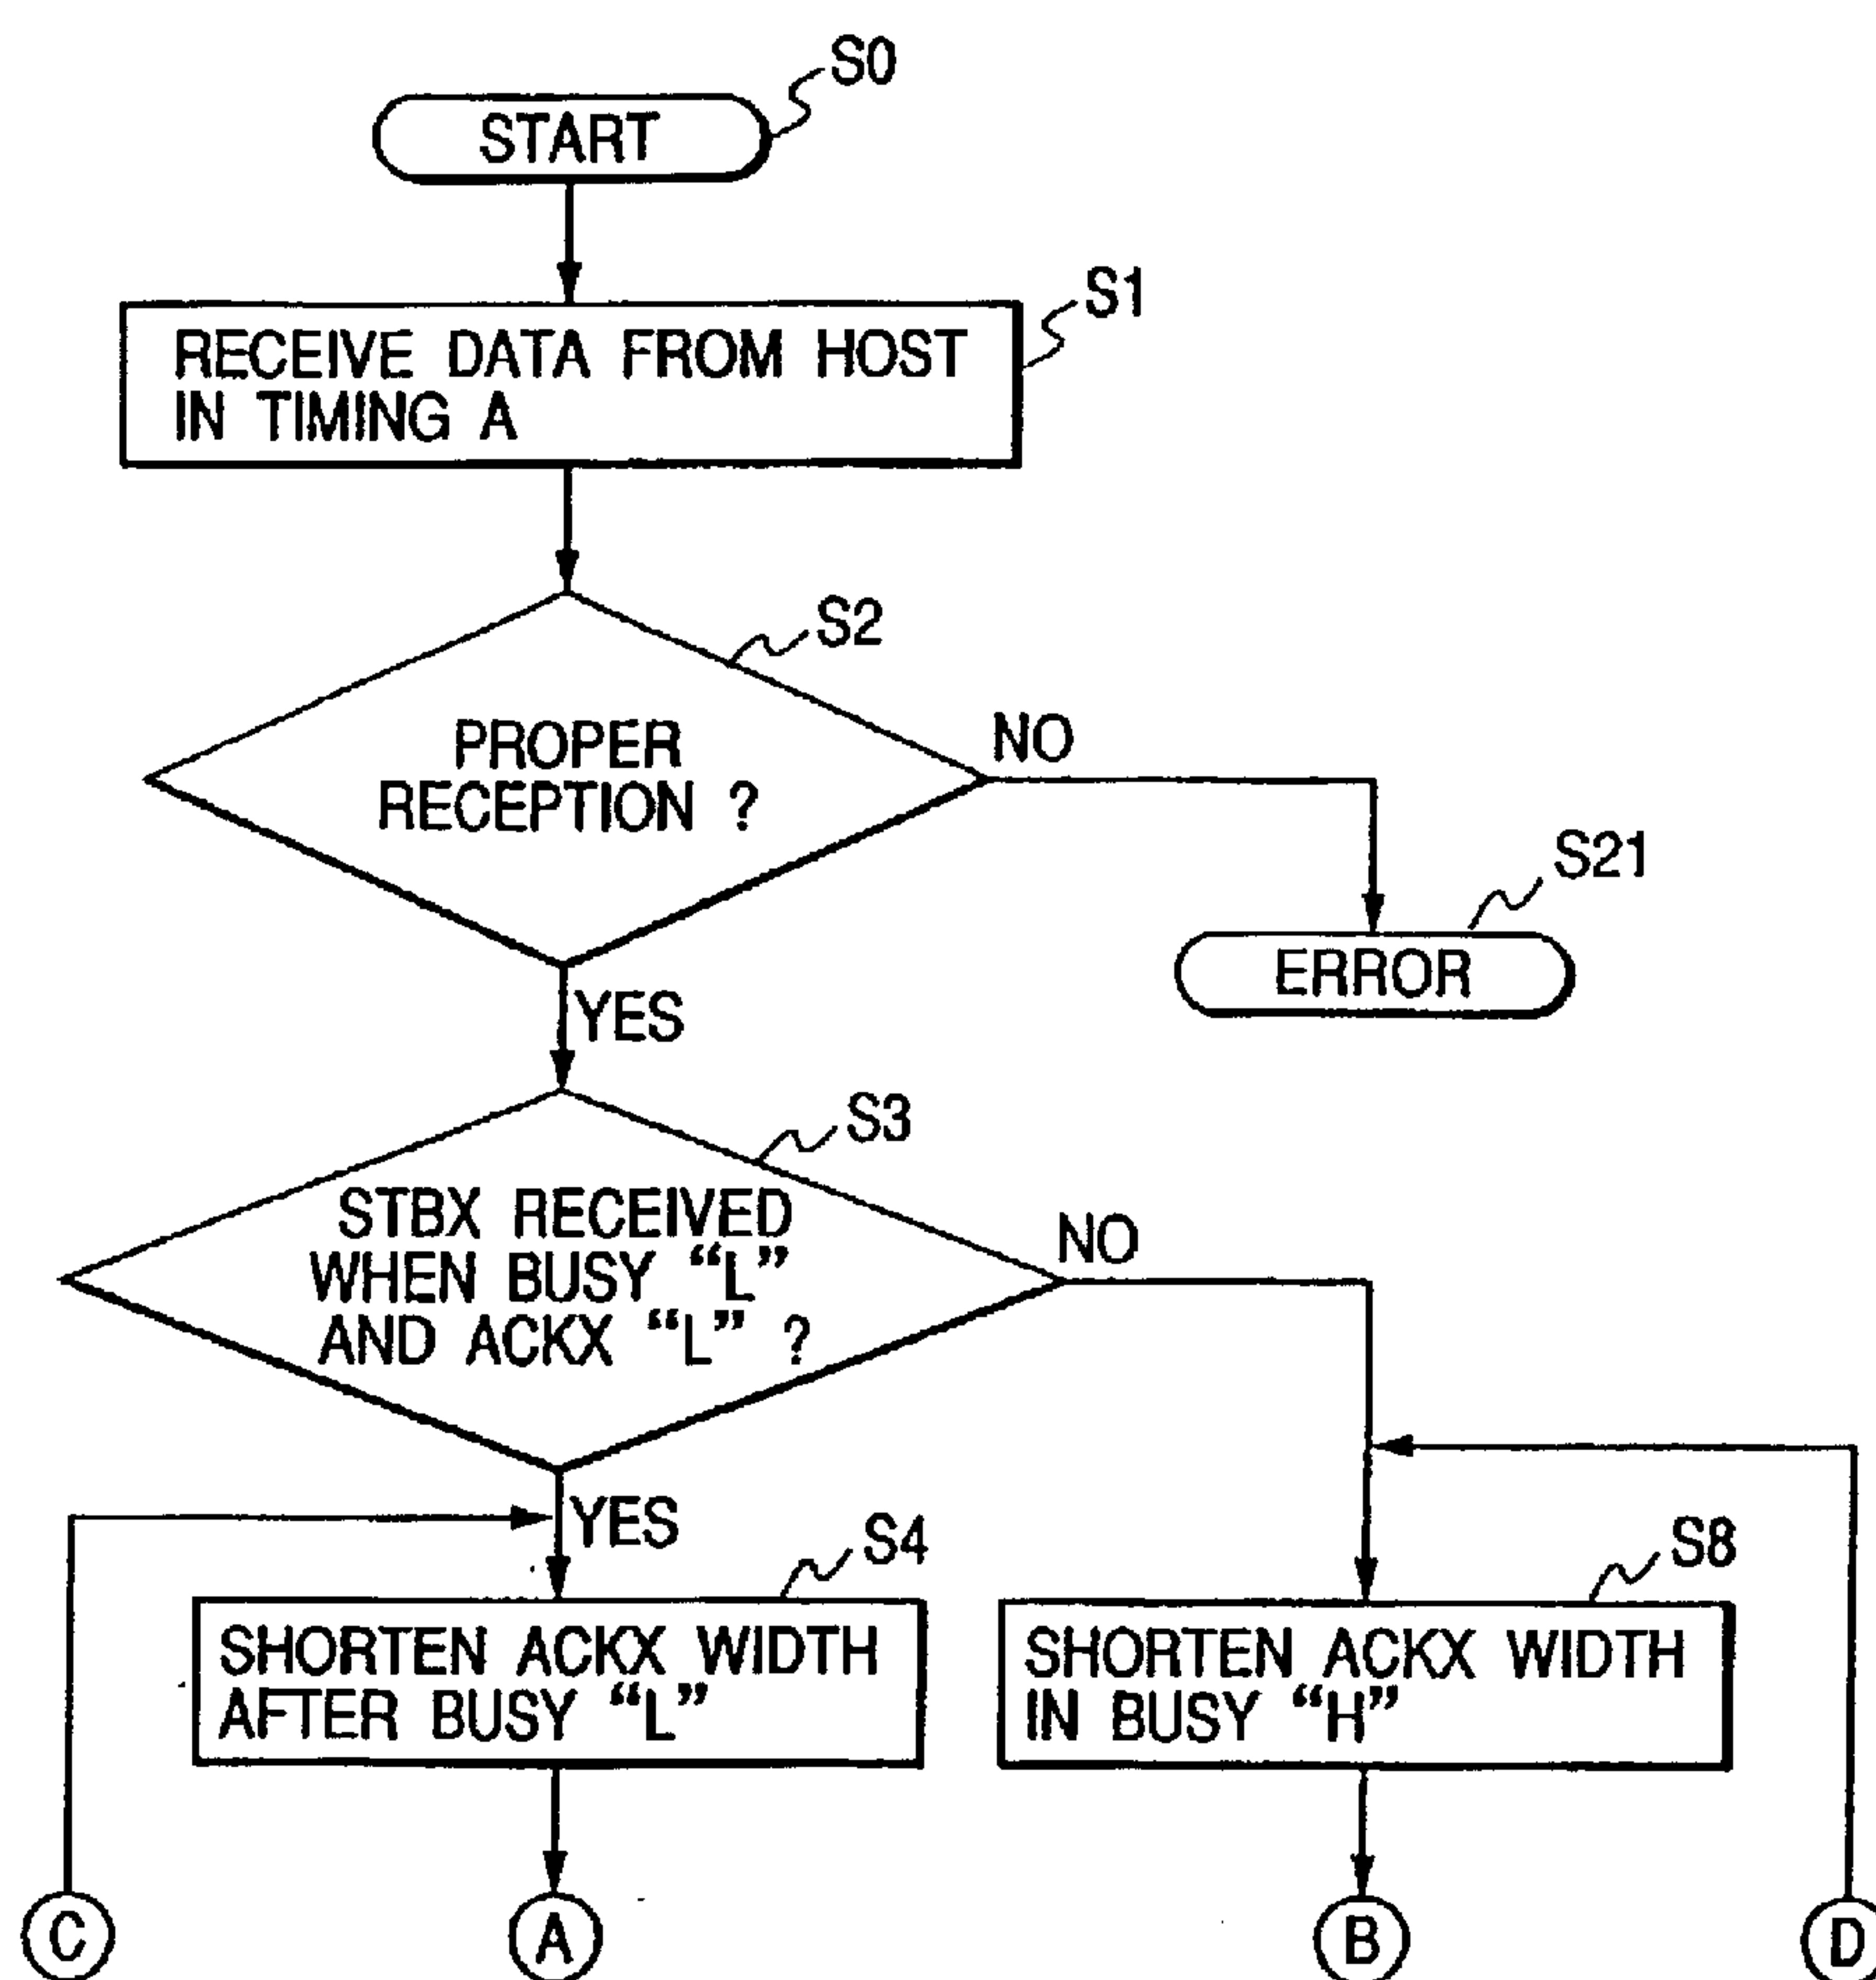 S0
START
S1
RECEIVE DATA FROM HOST
IN TIMING A
S2
PROPER
RECEPTION ?
NO
S21
ERROR
YES
S3
STBX RECEIVED
WHEN BUSY “L”
AND ACKX “L” ?
NO
YES
S4
SHORTEN ACKX WIDTH
AFTER BUSY “L”
S8
SHORTEN ACKX WIDTH
IN BUSY “H”
C
A
B
D